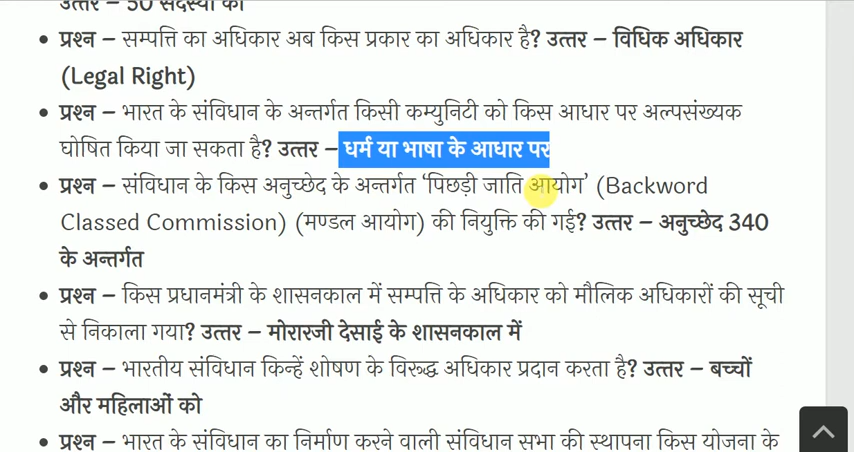 उत्तर – 50 सदस्यों की
प्रश्न – सम्पत्ति का अधिकार अब किस प्रकार का अधिकार है? उत्तर – विधिक अधिकार
(Legal Right)
प्रश्न – भारत के संविधान के अन्तर्गत किसी कम्युनिटी को किस आधार पर अल्पसंख्यक
घोषित किया जा सकता है? उत्तर – धर्म या भाषा के आधार पर
प्रश्न – संविधान के किस अनुच्छेद के अन्तर्गत ‘पिछड़ी जाति आयोग’ (Backword
Classed Commission) (मण्डल आयोग) की नियुक्ति की गई? उत्तर – अनुच्छेद 340
के अन्तर्गत
प्रश्न – किस प्रधानमंत्री के शासनकाल में सम्पत्ति के अधिकार को मौलिक अधिकारों की सूची
से निकाला गया? उत्तर – मोरारजी देसाई के शासनकाल में
प्रश्न – भारतीय संविधान किन्हें शोषण के विरूद्ध अधिकार प्रदान करता है? उत्तर – बच्चों
और महिलाओं को
प्रश्न – भारत के संविधान का निर्माण करने वाली संविधान सभा की स्थापना किस योजना के